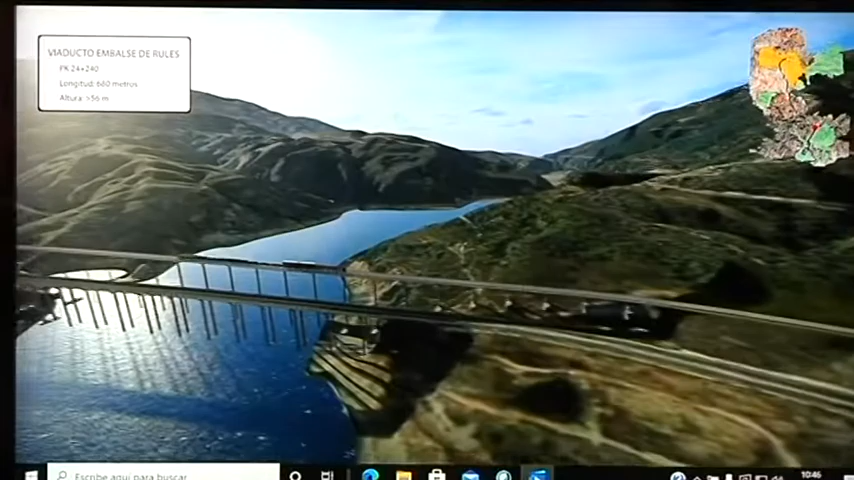 VIADUCTO EMBALSE DE RULES
PK 24+240
Longitud: 680 metros
Altura: >56 m
Escribe aquí para buscar
10:46